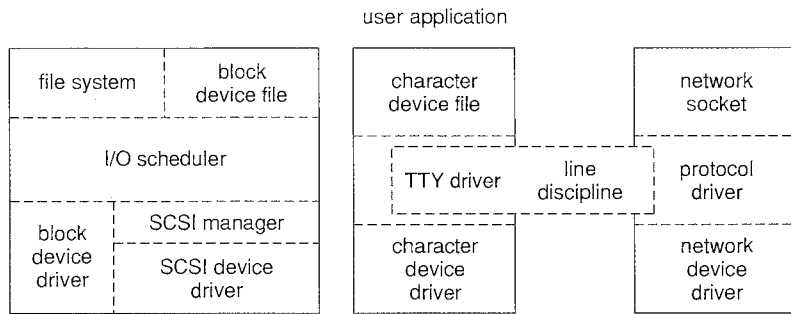 user application
file system
block
device file
I/O scheduler
block
device
driver
SCSI manager
SCSI device
driver
character
device file
TTY driver
line
discipline
character
device
driver
network
socket
protocol
driver
network
device
driver